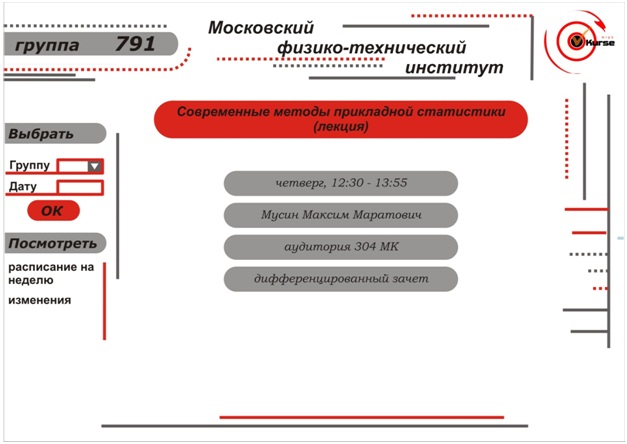 группа 791
Московский
физико-технический
институт
Kurse
Современные методы прикладной статистики
(лекция)
Выбрать
Группу
Дату
OK
Посмотреть
расписание на
неделю
изменения
четверг, 12:30 - 13:55
Мусин Максим Маратович
аудитория 304 МК
дифференцированный зачет